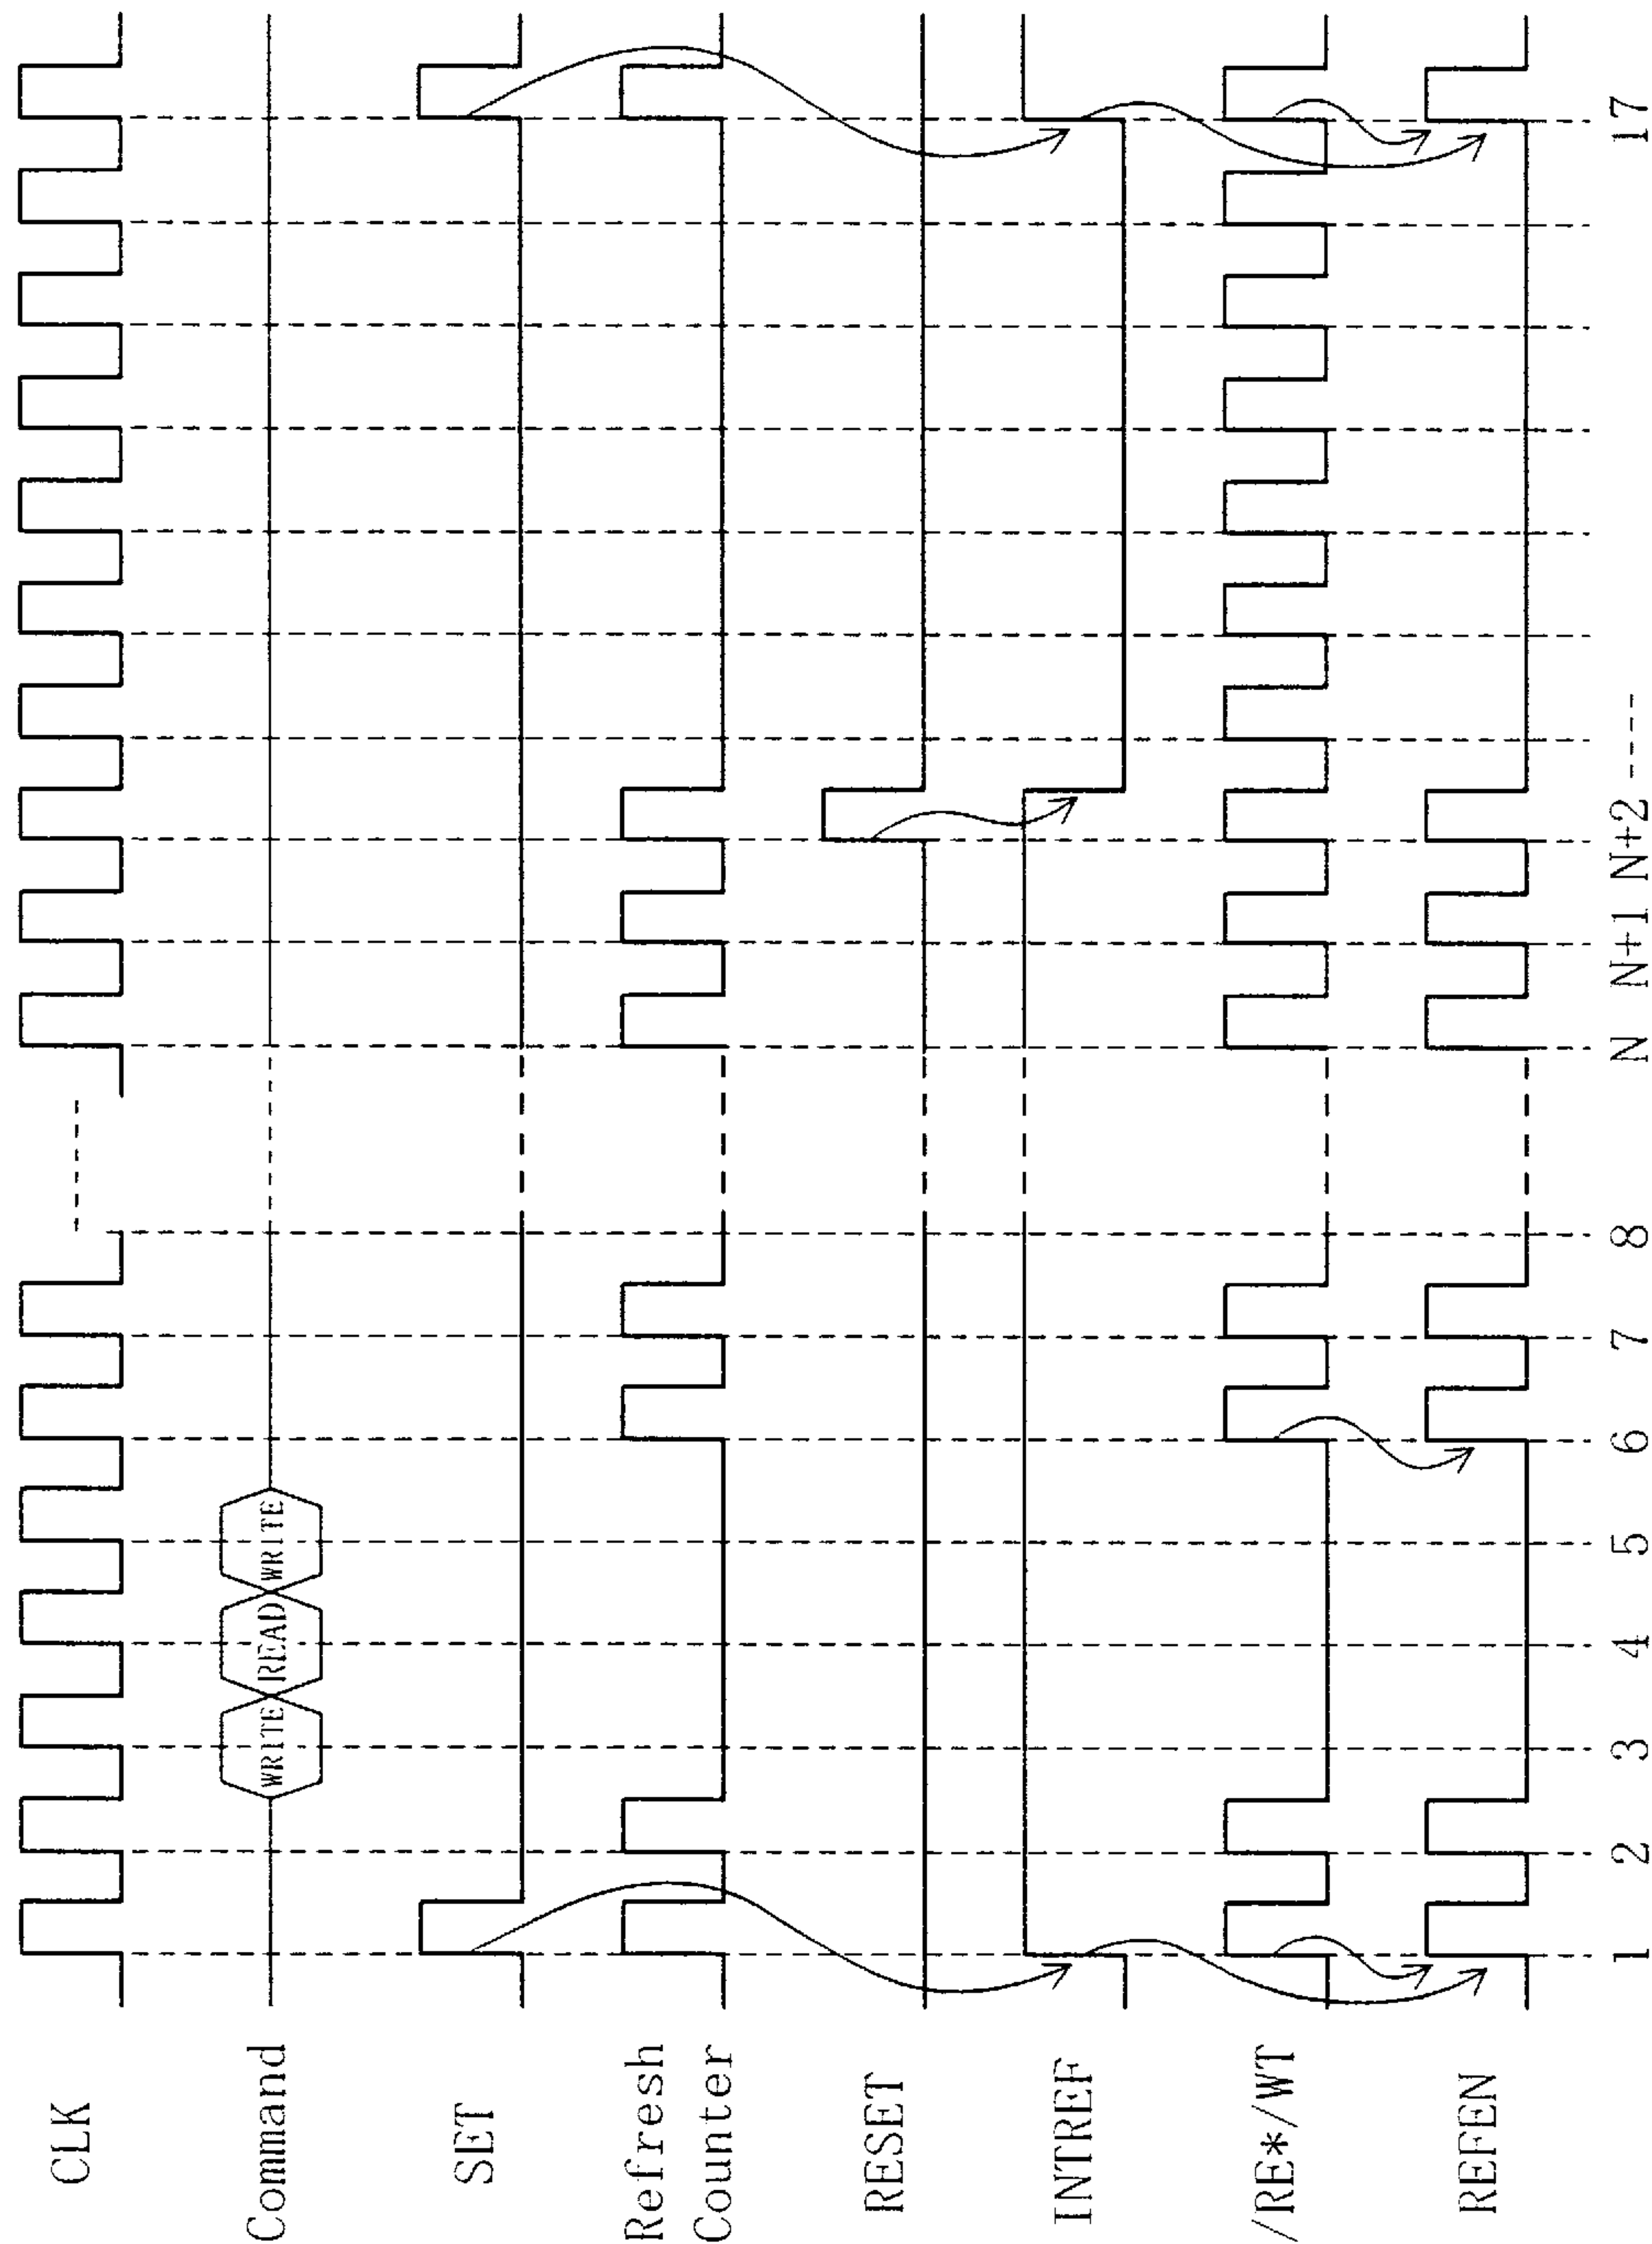 CLK
Command
WRITE READ WRITE
SET
Refresh
Counter
RESET
INTREF
/RE*/WT
REFEN
1 2 3 4 5 6 7 8 N N+1 N+2 ---- 17